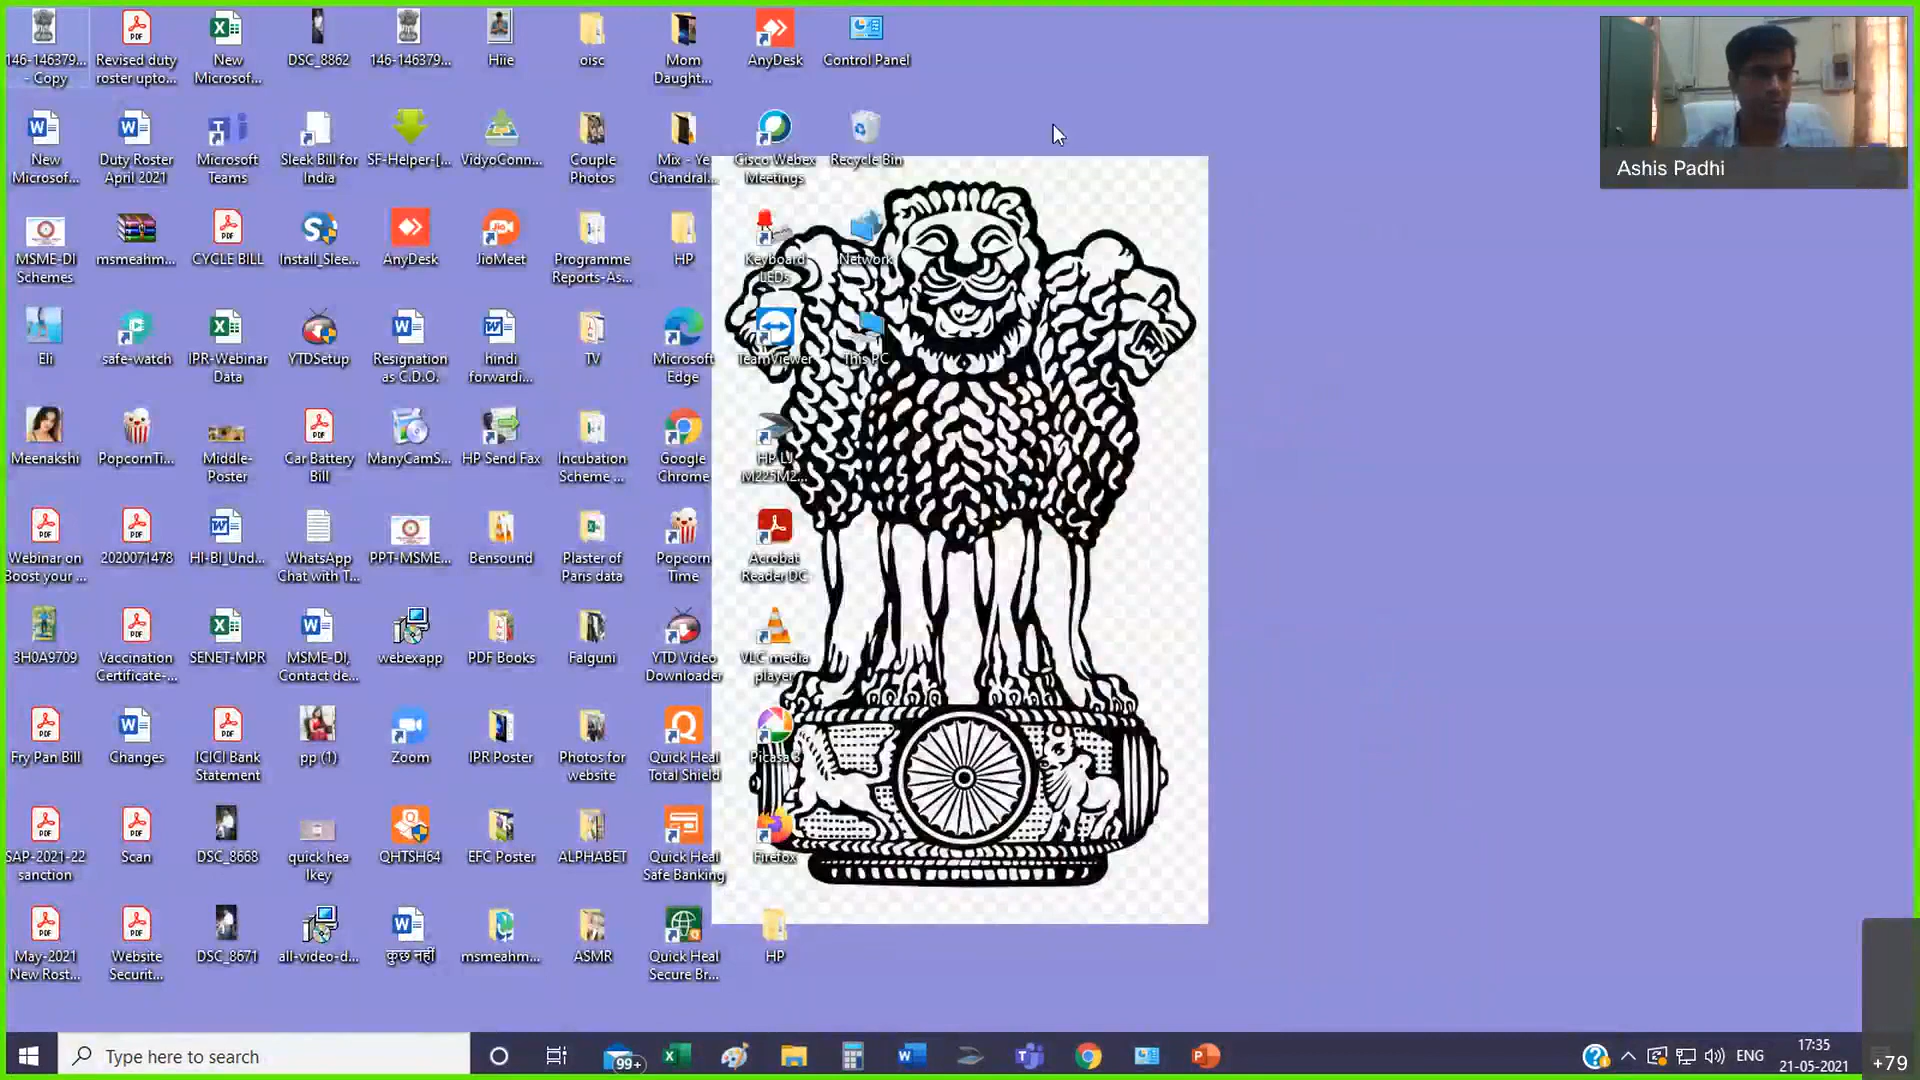 146-146379...
- Copy
Revised duty
roster upto...
New
Microsof...
DSC_8862
146-146379...
Hiie
oisc
Mom
Daught...
AnyDesk
Control Panel
New
Microsof...
Duty Roster
April 2021
Microsoft
Teams
Sleek Bill for
India
SF-Helper-[...
VidyoConn...
Couple
Photos
Mix - Ye
Chandral...
Cisco Webex
Meetings
Recycle Bin
Ashis Padhi
MSME-DI
Schemes
msmeahm...
CYCLE BILL
Install_Slee...
AnyDesk
JioMeet
Programme
Reports-As...
HP
Keyboard
LEDs
Network
Eli
safe-watch
IPR-Webinar
Data
YTDSetup
Resignation
as C.D.O.
hindi
forwardi...
TV
Microsoft
Edge
TeamViewer
This PC
Meenakshi
PopcornTi...
Middle-
Poster
Car Battery
Bill
ManyCamS...
HP Send Fax
Incubation
Scheme ...
Google
Chrome
HP LJ
M225M2...
Webinar on
Boost your ...
2020071478
HI-BI_Und...
WhatsApp
Chat with T...
PPT-MSME...
Bensound
Plaster of
Paris data
Popcorn
Time
Acrobat
Reader DC
3H0A9709
Vaccination
Certificate-...
SENET-MPR
MSME-DI,
Contact de...
webexapp
PDF Books
Falguni
YTD Video
Downloader
VLC media
player
Fry Pan Bill
Changes
ICICI Bank
Statement
pp (1)
Zoom
IPR Poster
Photos for
website
Quick Heal
Total Shield
Picasa 3
SAP-2021-22
sanction
Scan
DSC_8668
quick hea
lkey
QHTSH64
EFC Poster
ALPHABET
Quick Heal
Safe Banking
Firefox
May-2021
New Rost...
Website
Securit...
DSC_8671
all-video-d...
कुछ नहीं
msmeahm...
ASMR
Quick Heal
Secure Br...
HP
Type here to search
99+
ENG
17:35
21-05-2021
+79